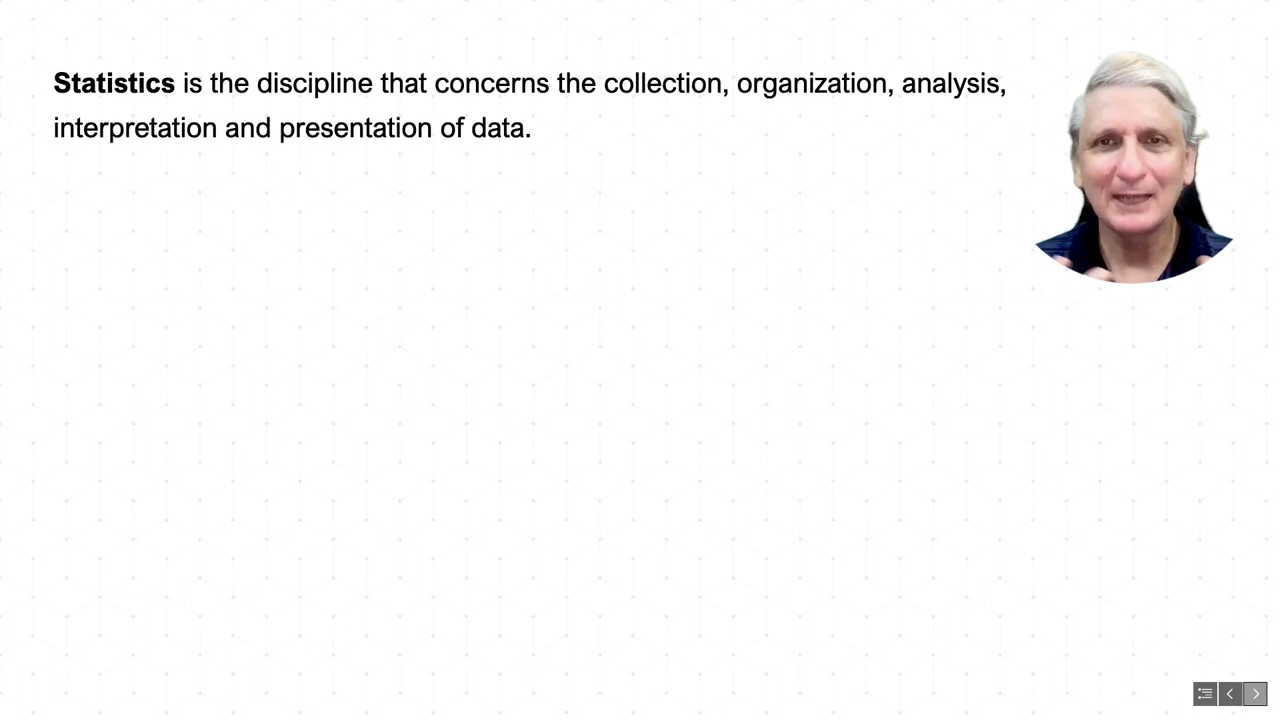 Statistics is the discipline that concerns the collection, organization, analysis,
interpretation and presentation of data.